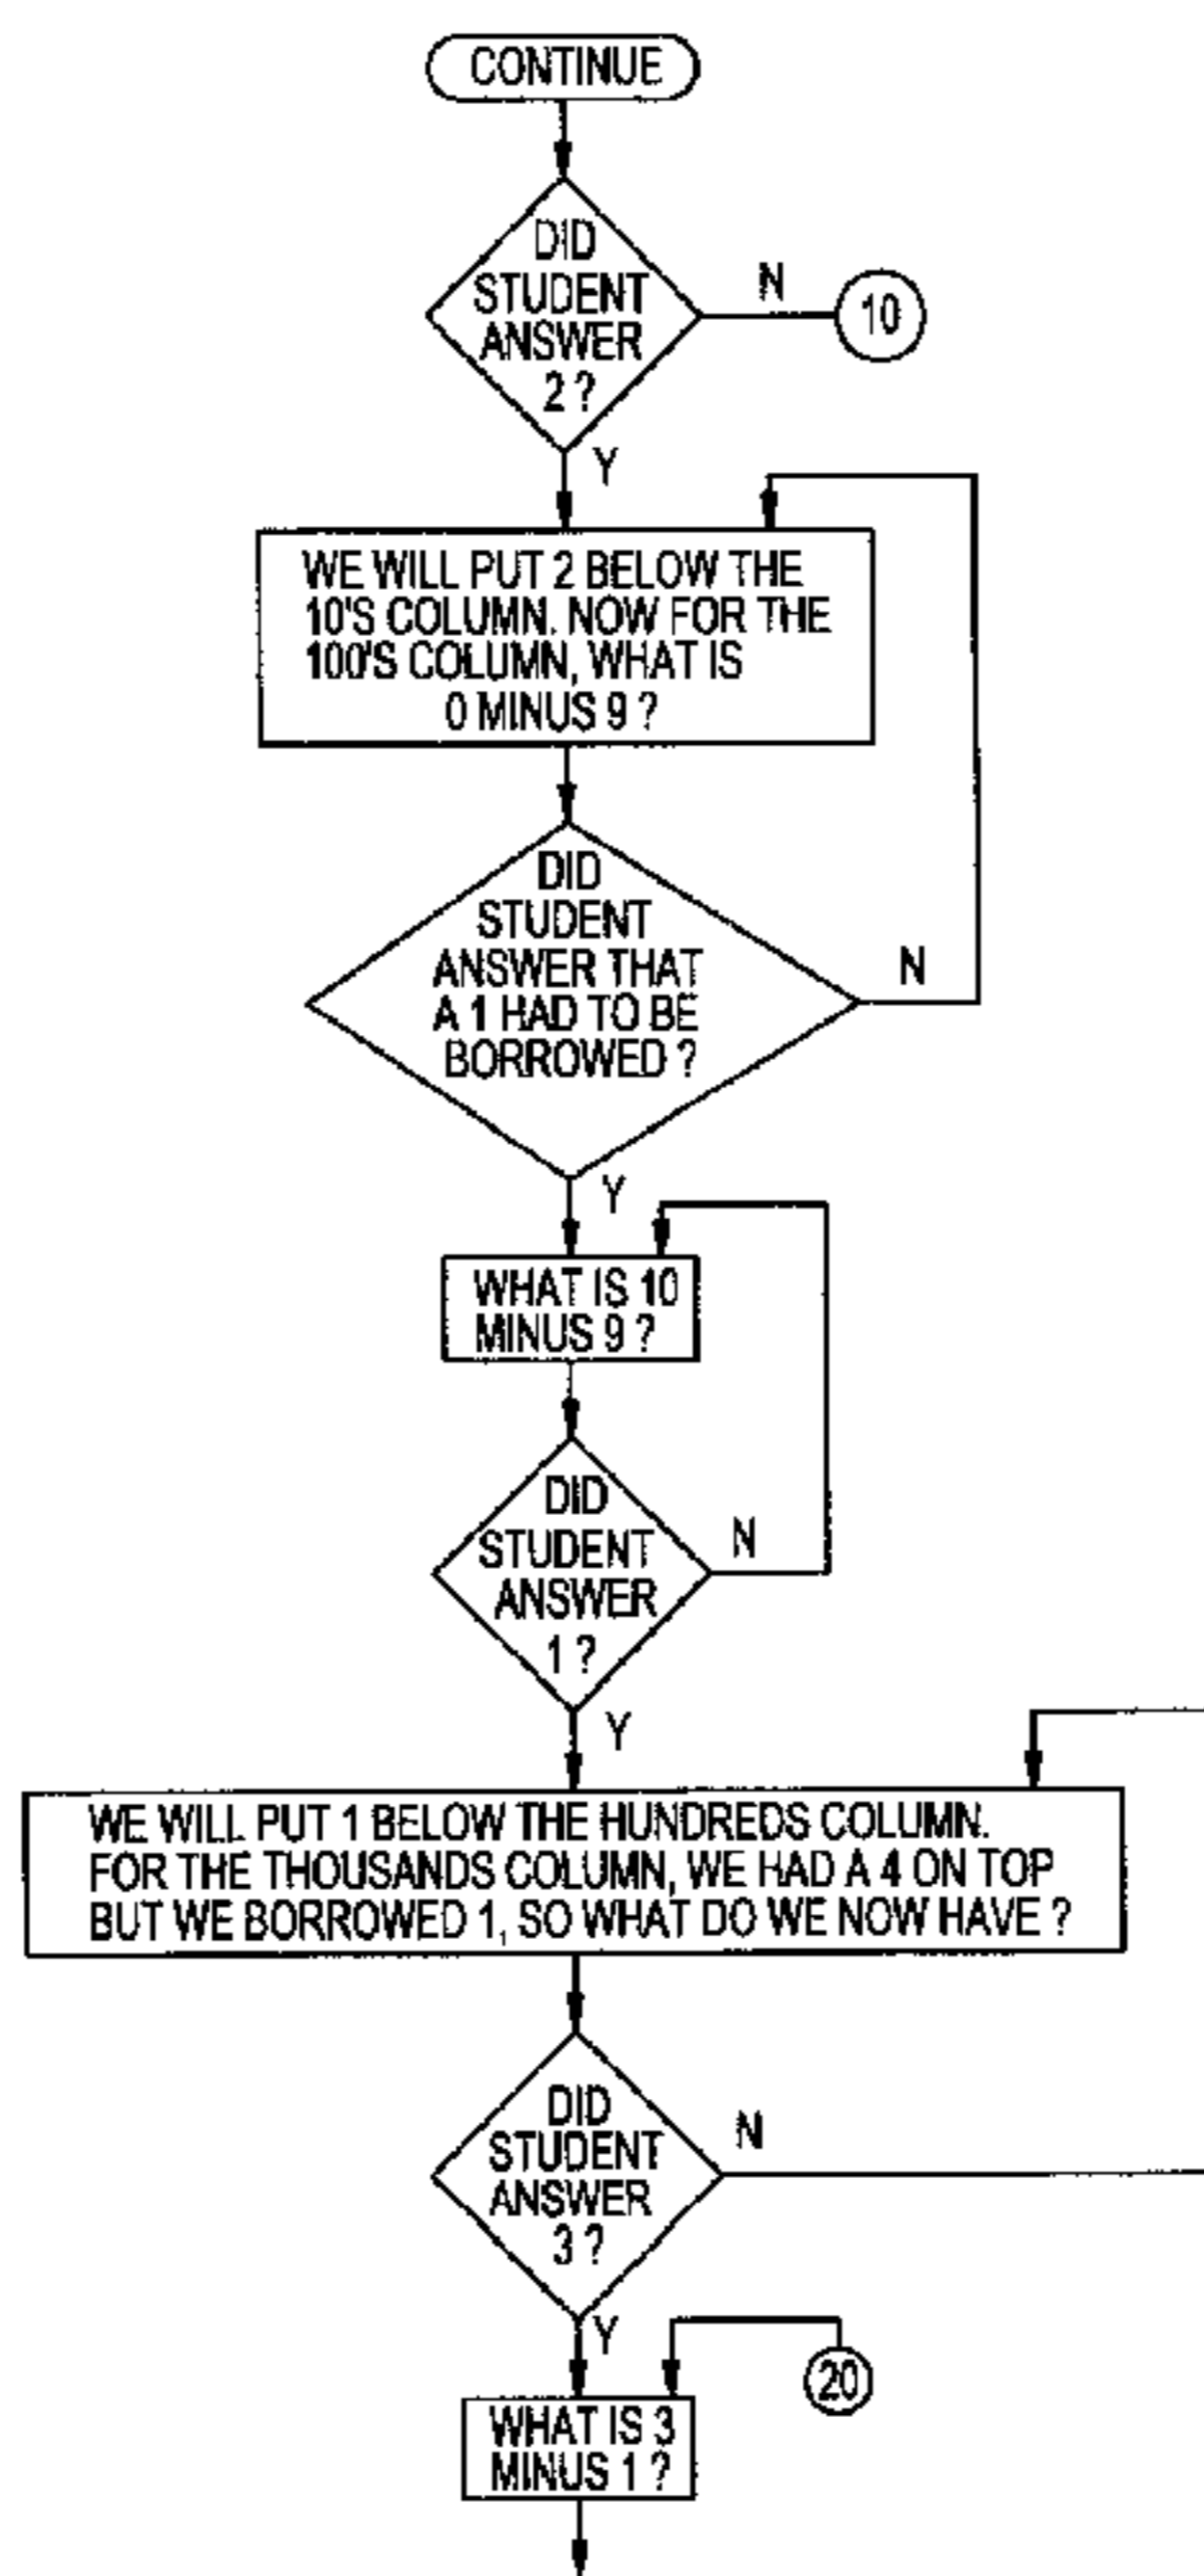 CONTINUE
DID
STUDENT
ANSWER
2 ?
N
10
Y
WE WILL PUT 2 BELOW THE
10'S COLUMN. NOW FOR THE
100'S COLUMN, WHAT IS
0 MINUS 9 ?
DID
STUDENT
ANSWER THAT
A 1 HAD TO BE
BORROWED ?
N
Y
WHAT IS 10
MINUS 9 ?
DID
STUDENT
ANSWER
1 ?
N
Y
WE WILL PUT 1 BELOW THE HUNDREDS COLUMN.
FOR THE THOUSANDS COLUMN, WE HAD A 4 ON TOP
BUT WE BORROWED 1, SO WHAT DO WE NOW HAVE ?
DID
STUDENT
ANSWER
3 ?
N
Y
20
WHAT IS 3
MINUS 1 ?